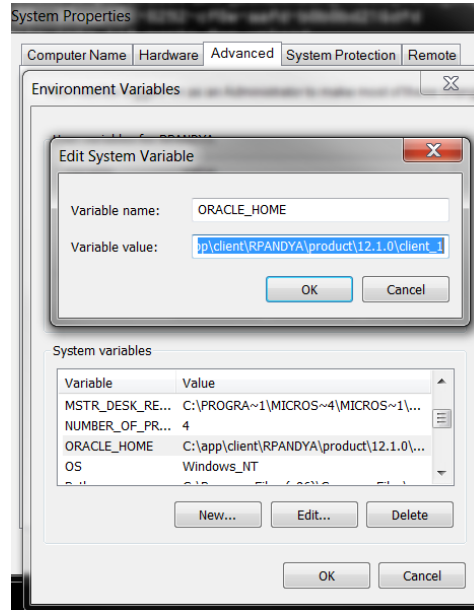 System Properties
Computer Name Hardware Advanced System Protection Remote
Environment Variables
Edit System Variable
Variable name: ORACLE_HOME
Variable value: pp\client\RPANDYA\product\12.1.0\client_1
OK Cancel
System variables
Variable Value
MSTR_DESK_RE... C:\PROGRA~1\MICROS~4\MICROS~1\...
NUMBER_OF_PR... 4
ORACLE_HOME C:\app\client\RPANDYA\product\12.1.0\...
OS Windows_NT
New... Edit... Delete
OK Cancel